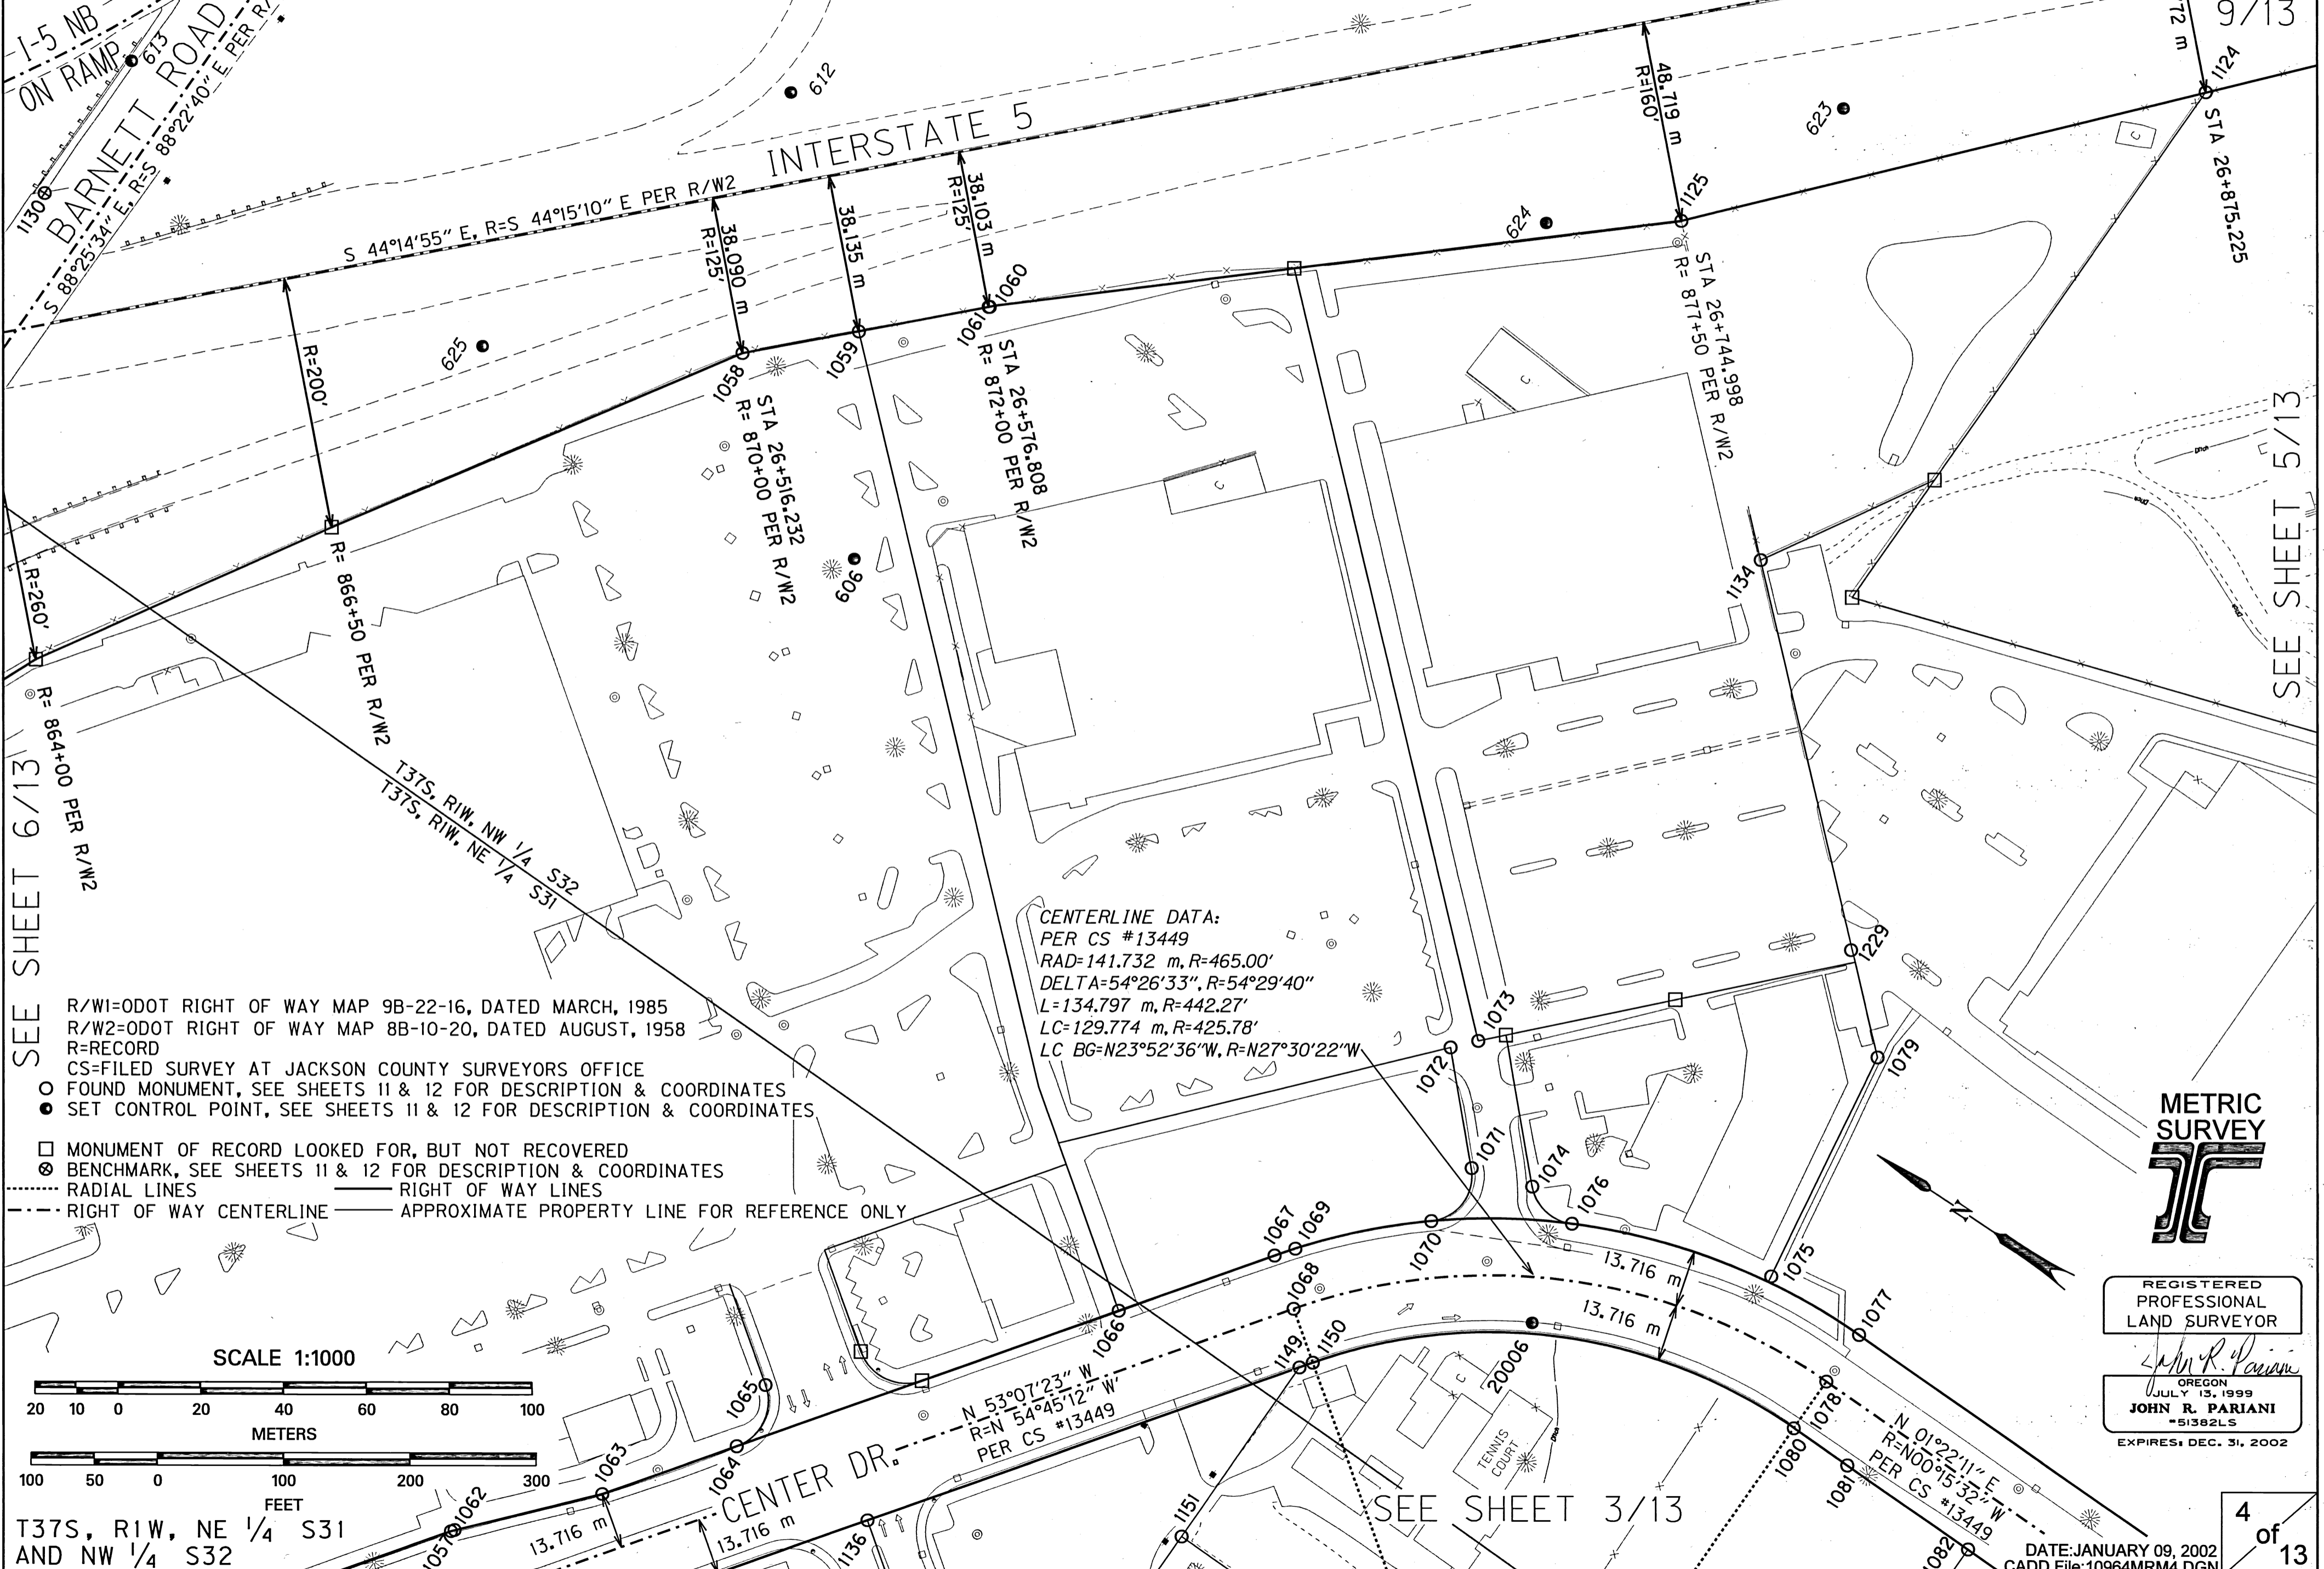 I-5 NB
ON RAMP
613
BARNETT ROAD
S 88°25'34" E, R=S 88°22'40" E PER R/
1130
612
INTERSTATE 5
S 44°14'55" E, R=S 44°15'10" E PER R/W2
R=200'
R=260'
38.090 m
R=125'
38.135 m
38.103 m
R=125'
48.719 m
R=160'
72 m
9/13
1124
STA 26+875.225
623
624
625
1125
STA 26+744.998
R= 877+50 PER R/W2
1058
STA 26+516.232
R= 870+00 PER R/W2
1059
1060
1061
STA 26+576.808
R= 872+00 PER R/W2
606
R= 866+50 PER R/W2
R= 864+00 PER R/W2
C
C
C
1134
SEE SHEET 5/13
SEE SHEET 6/13
T37S, R1W, NW 1/4 S32
T37S, R1W, NE 1/4 S31
CENTERLINE DATA:
PER CS #13449
RAD=141.732 m, R=465.00'
DELTA=54°26'33", R=54°29'40"
L=134.797 m, R=442.27'
LC=129.774 m, R=425.78'
LC BG=N23°52'36"W, R=N27°30'22"W
R/W1=ODOT RIGHT OF WAY MAP 9B-22-16, DATED MARCH, 1985
R/W2=ODOT RIGHT OF WAY MAP 8B-10-20, DATED AUGUST, 1958
R=RECORD
CS=FILED SURVEY AT JACKSON COUNTY SURVEYORS OFFICE
FOUND MONUMENT, SEE SHEETS 11 & 12 FOR DESCRIPTION & COORDINATES
SET CONTROL POINT, SEE SHEETS 11 & 12 FOR DESCRIPTION & COORDINATES
MONUMENT OF RECORD LOOKED FOR, BUT NOT RECOVERED
BENCHMARK, SEE SHEETS 11 & 12 FOR DESCRIPTION & COORDINATES
RADIAL LINES
RIGHT OF WAY LINES
RIGHT OF WAY CENTERLINE
APPROXIMATE PROPERTY LINE FOR REFERENCE ONLY
1229
1073
1072
1079
1071
1074
1076
1067
1069
1070
1068
1075
1077
1066
1149
1150
20006
1078
1080
1081
1082
1065
1064
1063
1062
1057
1136
1151
13.716 m
13.716 m
13.716 m
13.716 m
CENTER DR.
N 53°07'23" W
R=N 54°45'12" W
PER CS #13449
C
TENNIS
COURT
SEE SHEET 3/13
N 01°22'11" E
R=N00°15'32" W
PER CS #13449
N
METRIC
SURVEY
REGISTERED
PROFESSIONAL
LAND SURVEYOR
John R. Pariani
OREGON
JULY 13, 1999
JOHN R. PARIANI
#51382LS
EXPIRES: DEC. 31, 2002
SCALE 1:1000
20 10 0 20 40 60 80 100
METERS
100 50 0 100 200 300
FEET
T37S, R1W, NE 1/4 S31
AND NW 1/4 S32
4
of
13
DATE:JANUARY 09, 2002
CADD File:10964MRM4.DGN